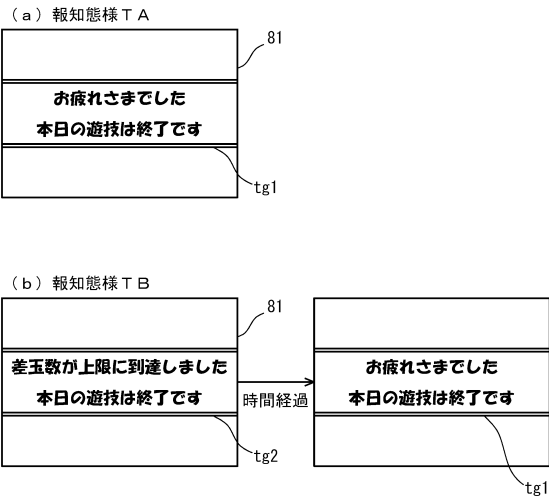 (a)報知態様TA
81
お疲れさまでした
本日の遊技は終了です
tg1
(b)報知態様TB
81
差玉数が上限に到達しました
本日の遊技は終了です
時間経過
お疲れさまでした
本日の遊技は終了です
tg2
tg1